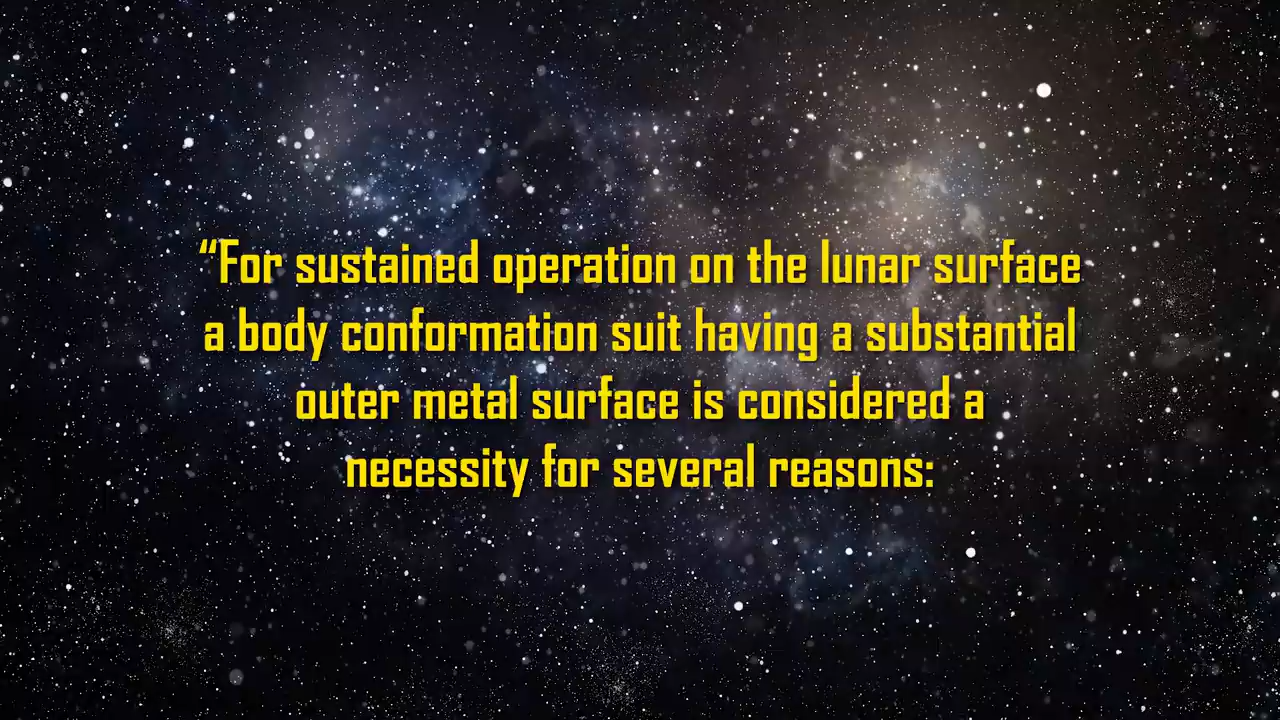 “For sustained operation on the lunar surface
a body conformation suit having a substantial
outer metal surface is considered a
necessity for several reasons: